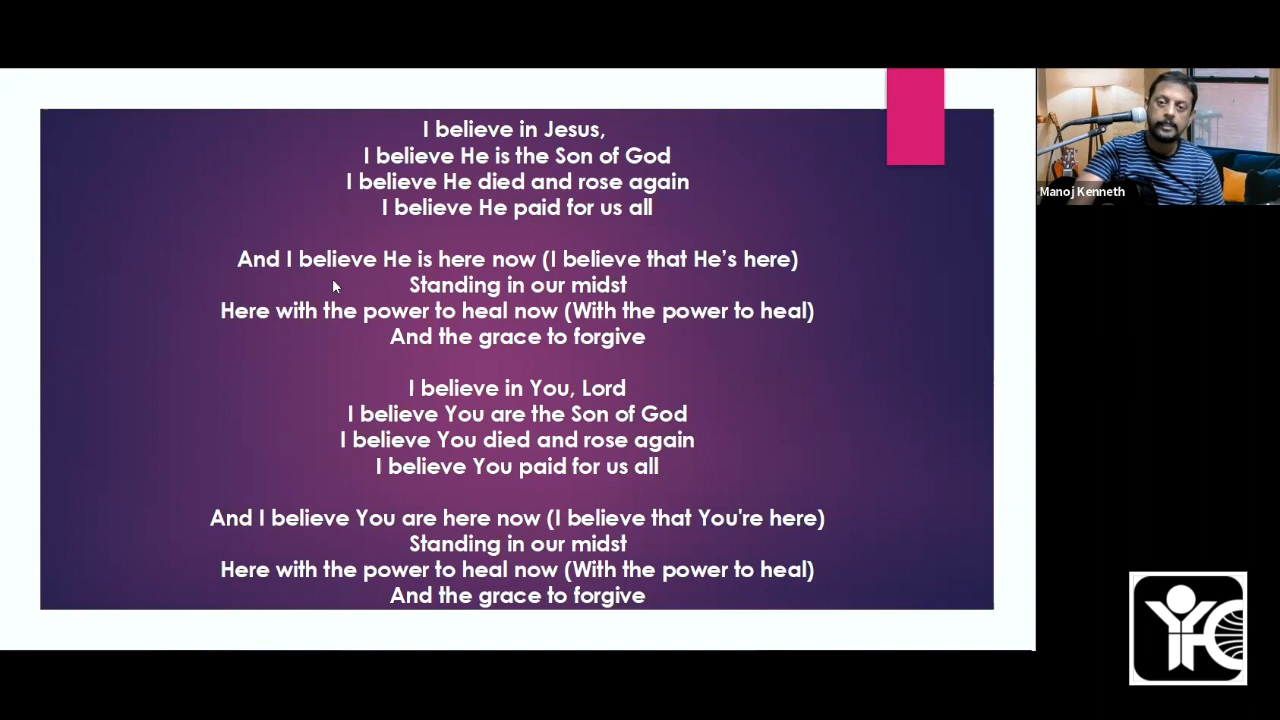 I believe in Jesus,
I believe He is the Son of God
I believe He died and rose again
I believe He paid for us all
And I believe He is here now (I believe that He’s here)
Standing in our midst
Here with the power to heal now (With the power to heal)
And the grace to forgive
I believe in You, Lord
I believe You are the Son of God
I believe You died and rose again
I believe You paid for us all
And I believe You are here now (I believe that You're here)
Standing in our midst
Here with the power to heal now (With the power to heal)
And the grace to forgive
Manoj Kenneth
YFC